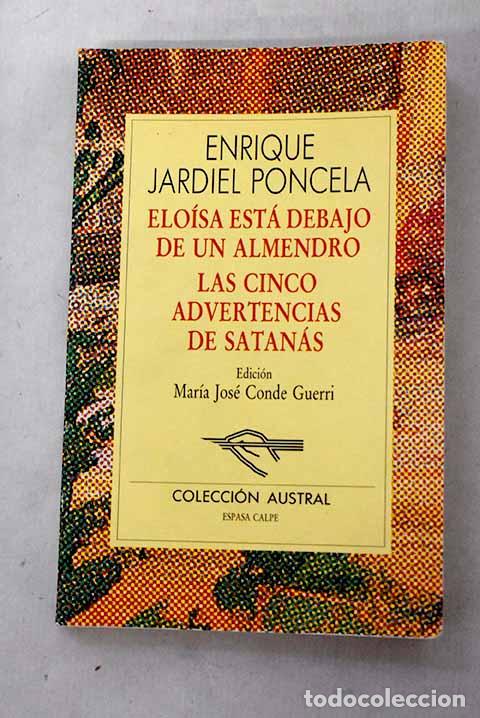 ENRIQUE
JARDIEL PONCELA
ELOÍSA ESTÁ DEBAJO
DE UN ALMENDRO
LAS CINCO
ADVERTENCIAS
DE SATANÁS
Edición
María José Conde Guerri
COLECCIÓN AUSTRAL
ESPASA CALPE
todocoleccion